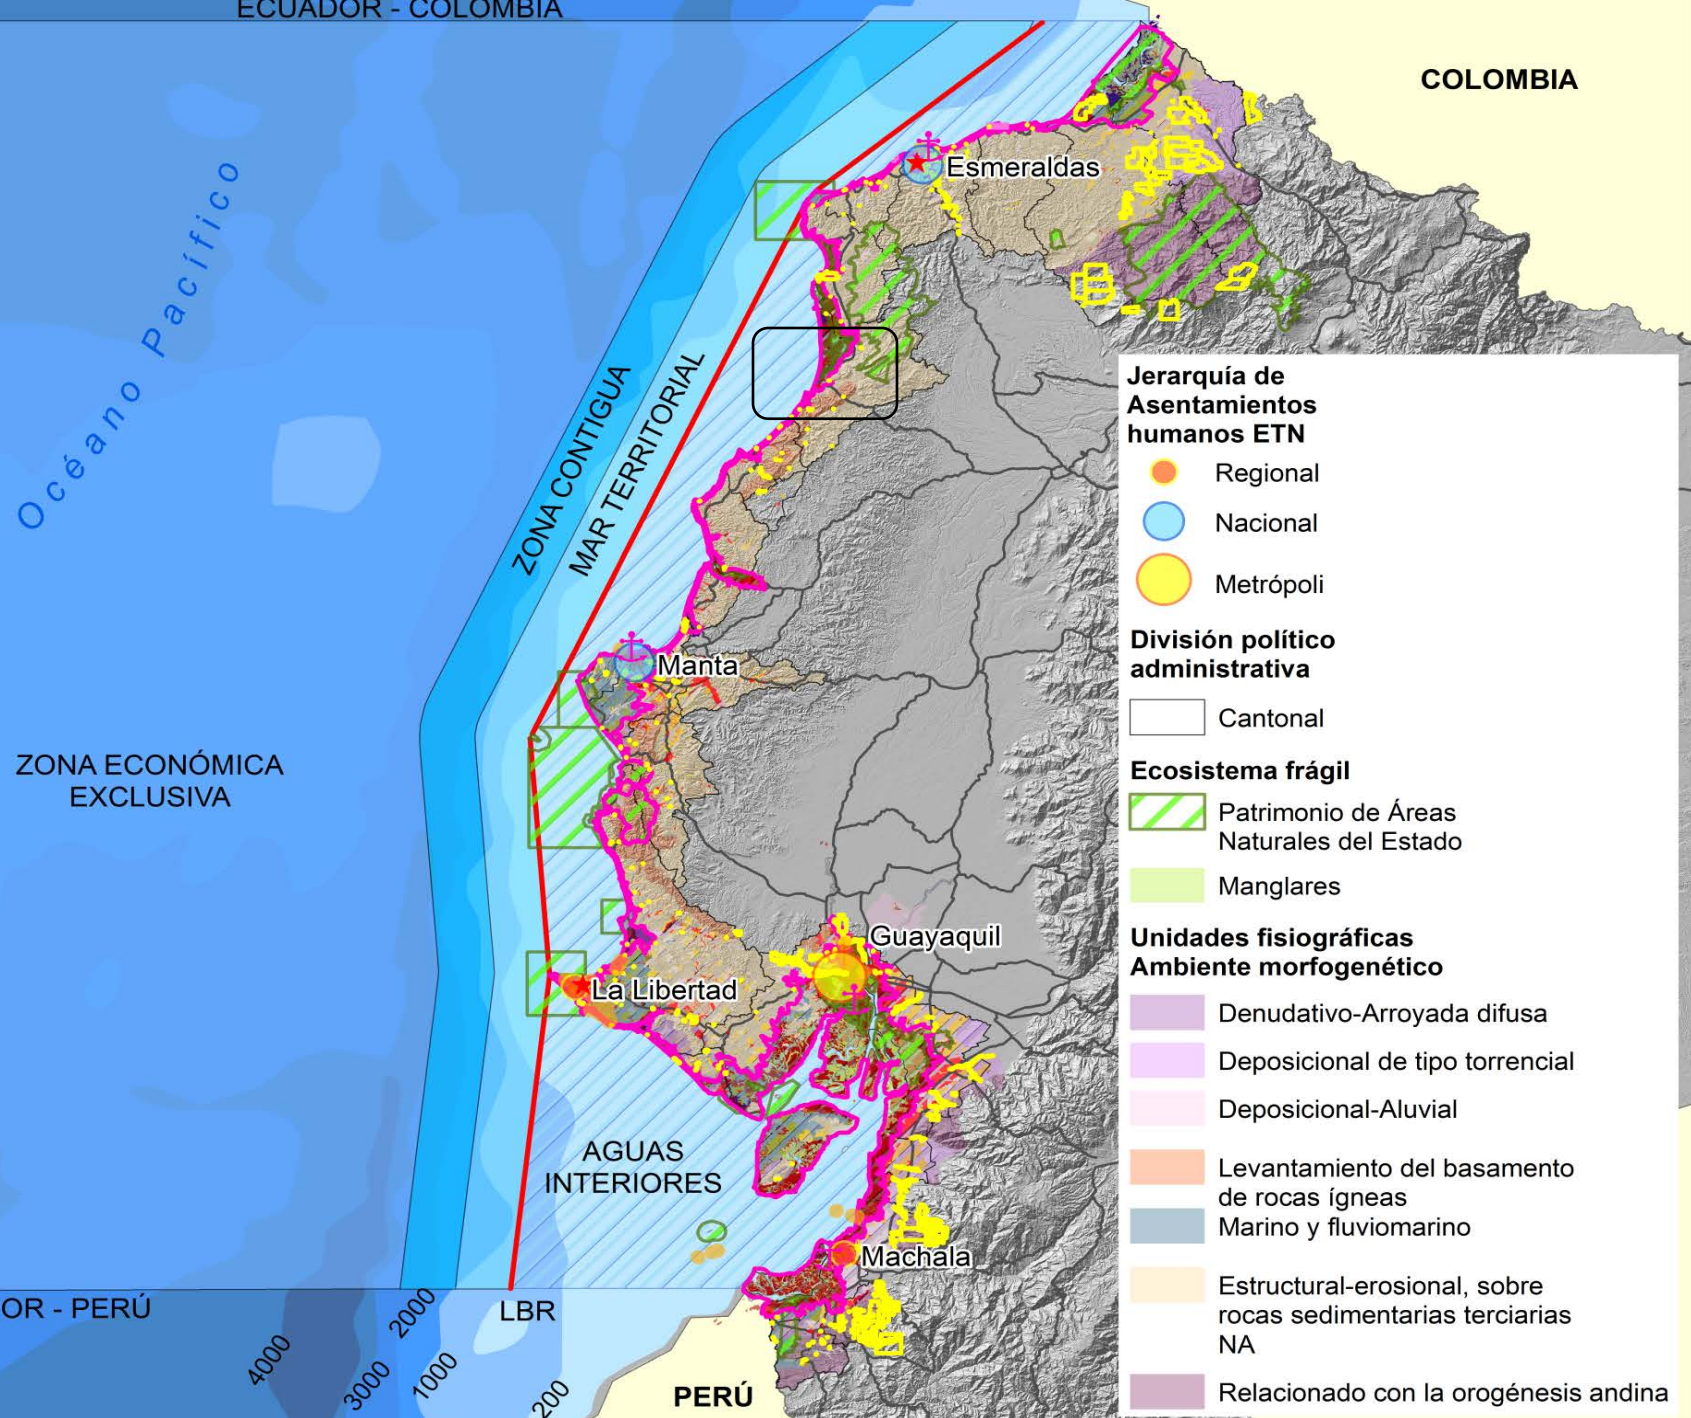 ECUADOR - COLOMBIA
COLOMBIA
Esmeraldas
Océano Pacífico
ZONA CONTIGUA
MAR TERRITORIAL
Manta
ZONA ECONÓMICA
EXCLUSIVA
Guayaquil
La Libertad
AGUAS
INTERIORES
Machala
OR - PERÚ
LBR
2000
4000
3000
1000
200
PERÚ
Jerarquía de
Asentamientos
humanos ETN
Regional
Nacional
Metrópoli
División político
administrativa
Cantonal
Ecosistema frágil
Patrimonio de Áreas
Naturales del Estado
Manglares
Unidades fisiográficas
Ambiente morfogenético
Denudativo-Arroyada difusa
Deposicional de tipo torrencial
Deposicional-Aluvial
Levantamiento del basamento
de rocas ígneas
Marino y fluviomarino
Estructural-erosional, sobre
rocas sedimentarias terciarias
NA
Relacionado con la orogénesis andina